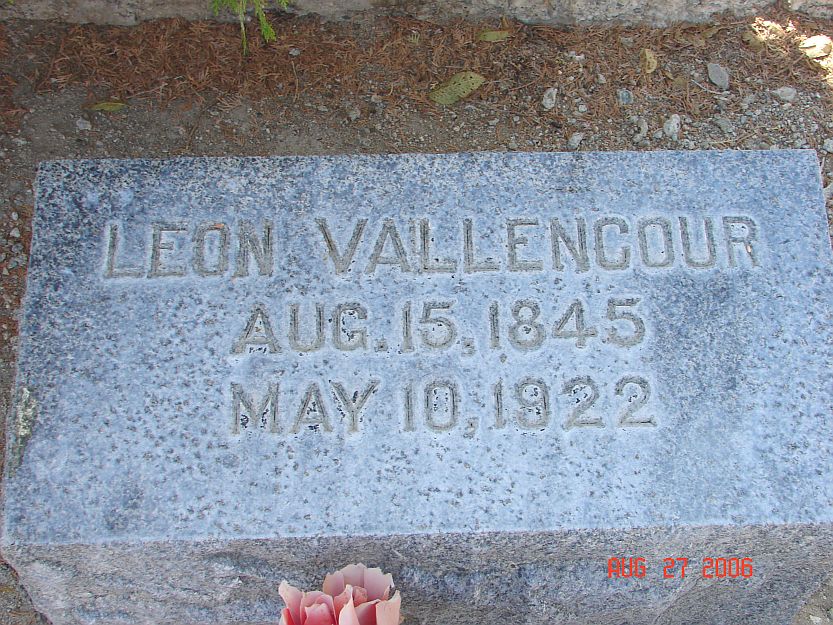 LEON VALLENCOUR
AUG. 15, 1845
MAY 10, 1922
AUG 27 2006